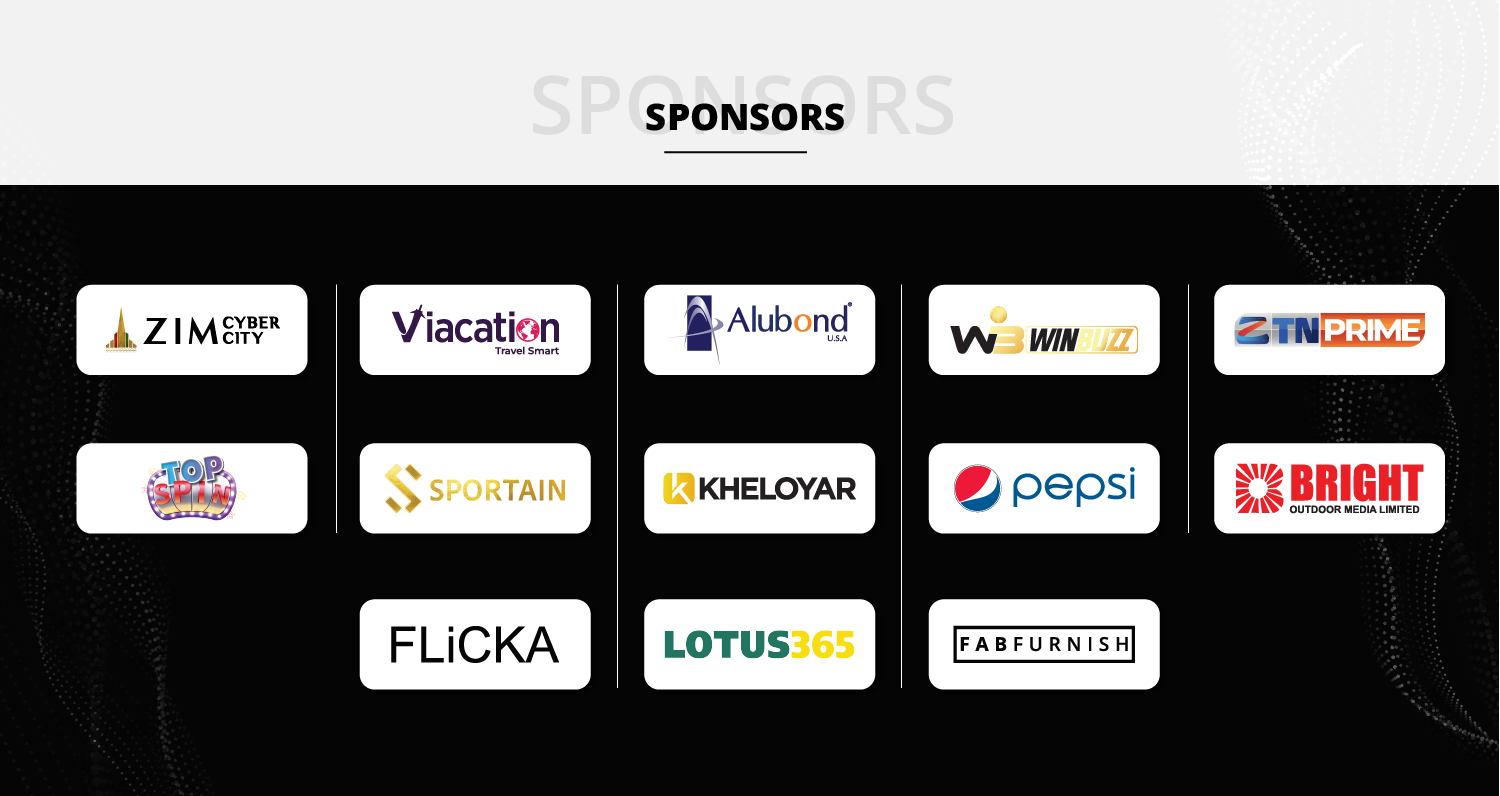 SPONSORS
SPONSORS
ZIM CYBER CITY
Viacation
Travel Smart
Alubond
U.S.A
W3 WINBUZZ
ZTN PRIME
TOP SPIN
SPORTAIN
KHELOYAR
pepsi
BRIGHT
OUTDOOR MEDIA LIMITED
FLiCKA
LOTUS365
FABFURNISH